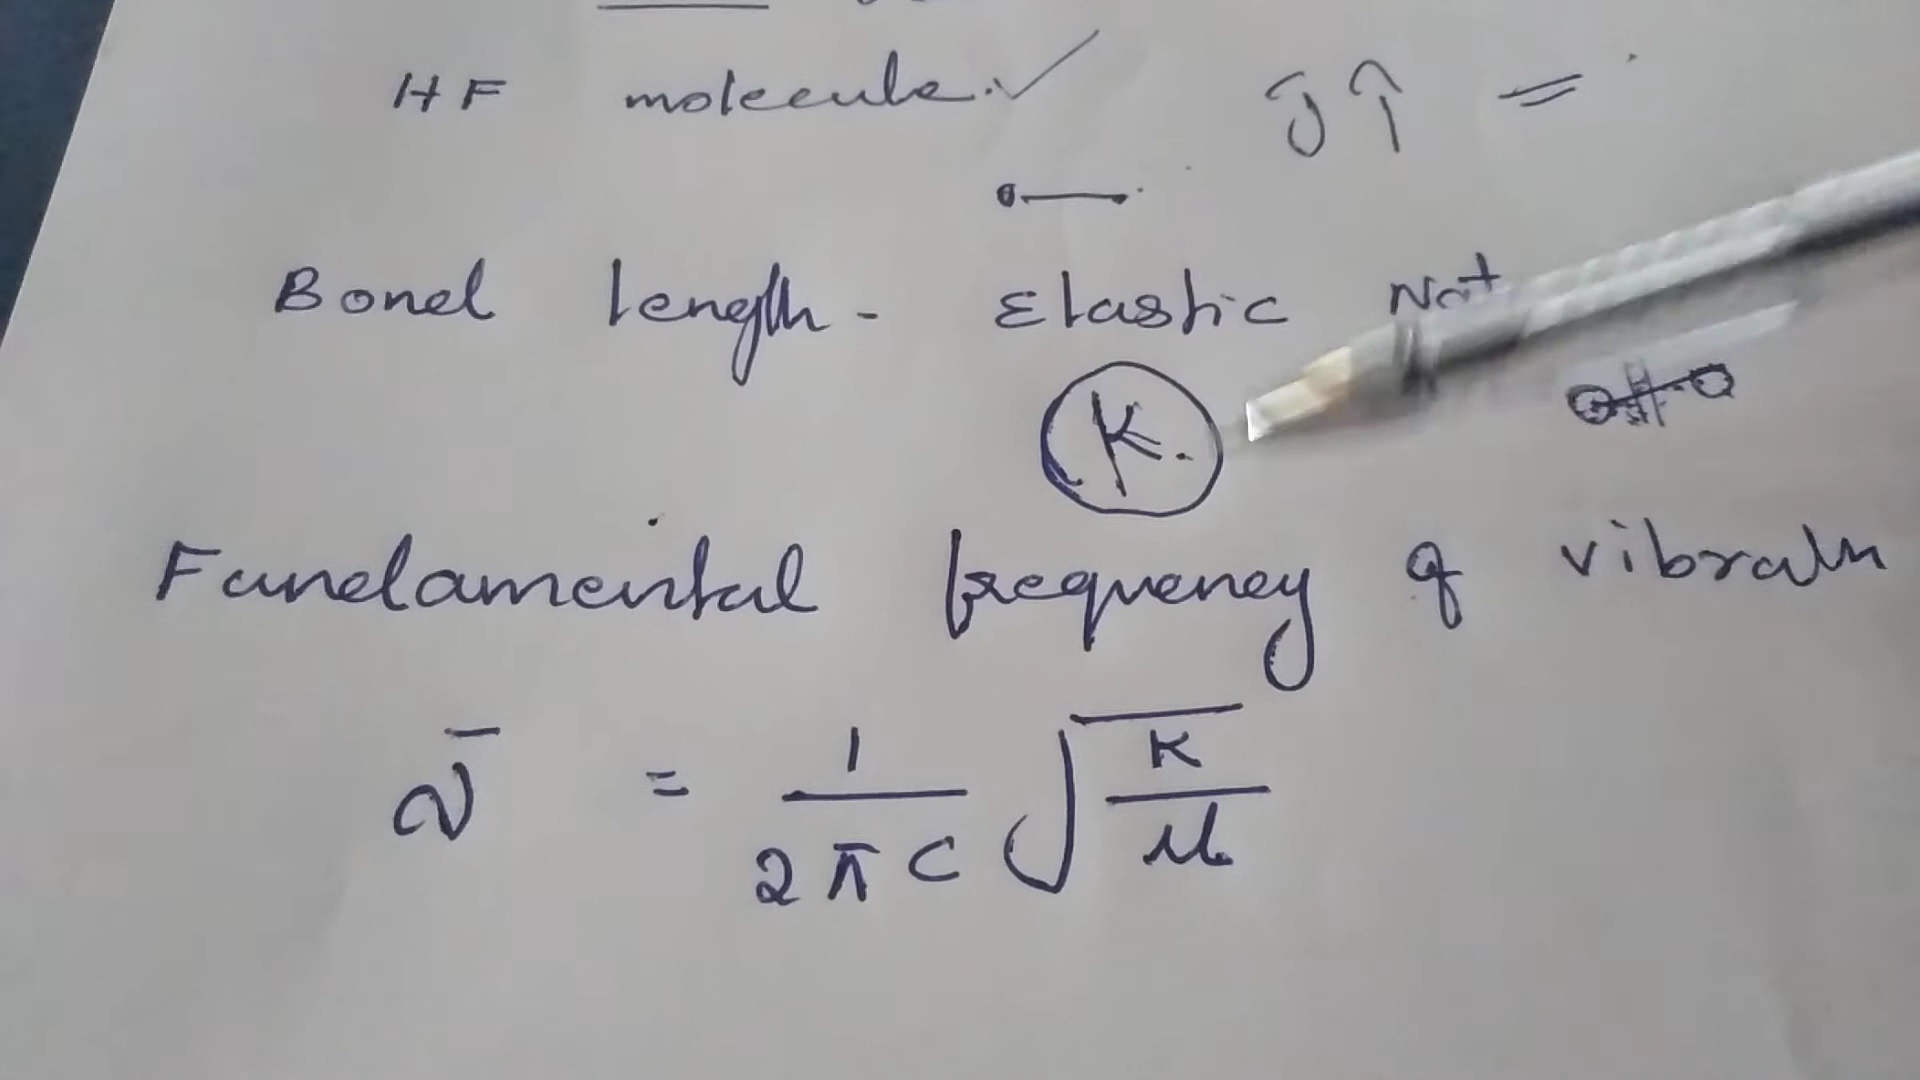 HF molecule. J↑ =
Bond length - Elastic Not
K.
Fundamental frequency of vibratn
ν̄ = 1/2πc √K/μ